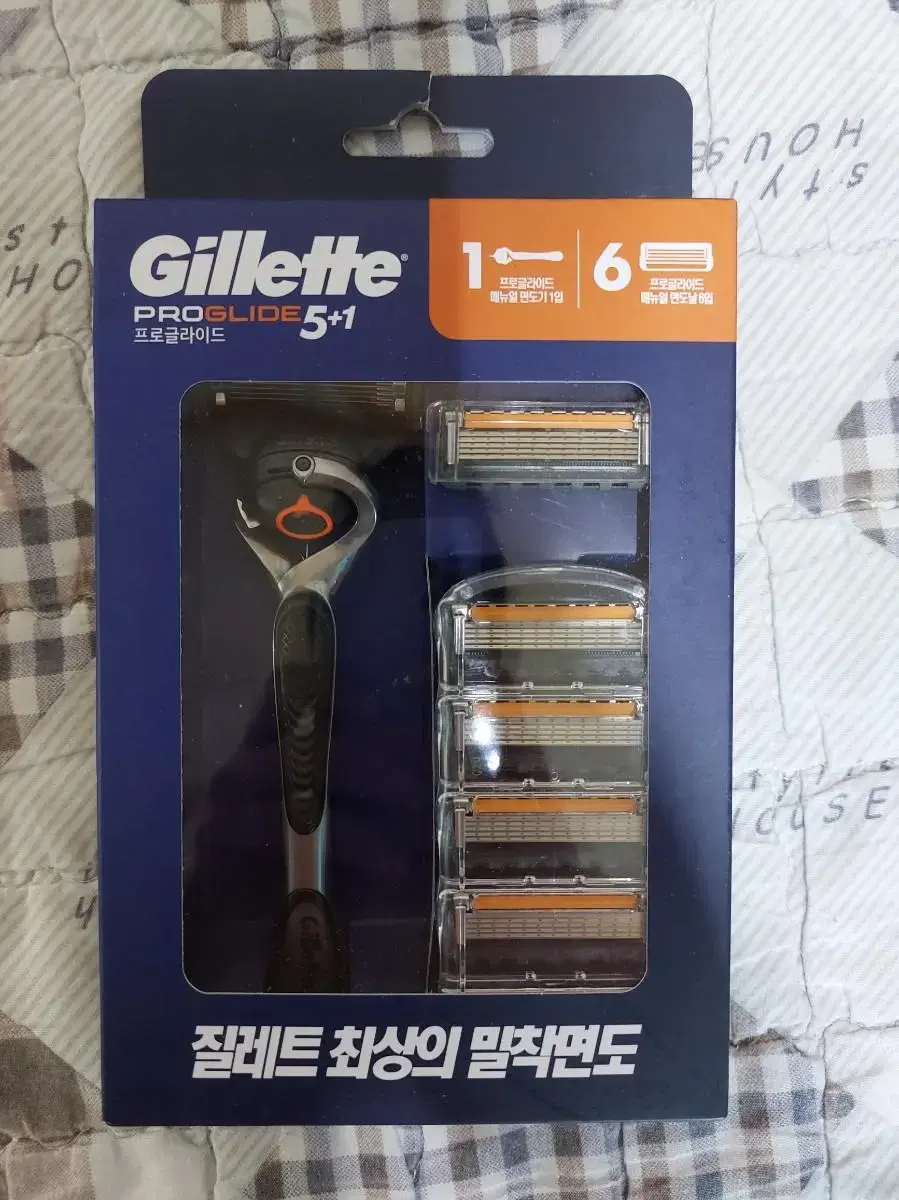 Gillette®
PROGLIDE 5+1
프로글라이드
1
프로글라이드
매뉴얼 면도기 1입
6
프로글라이드
매뉴얼 면도날 6입
질레트 최상의 밀착면도
HOUSE
HOUSE